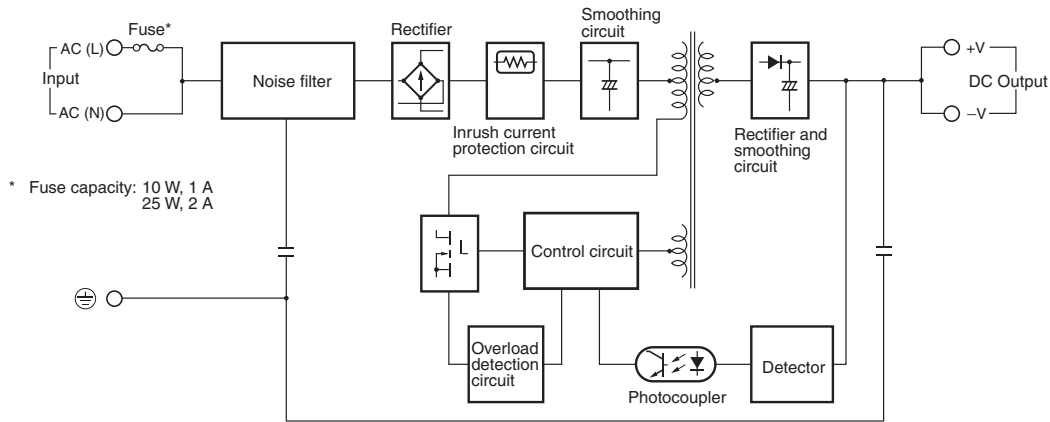 Fuse*
AC (L)
Input
AC (N)
Noise filter
Rectifier
Inrush current
protection circuit
Smoothing
circuit
Rectifier and
smoothing
circuit
+V
DC Output
–V
* Fuse capacity: 10 W, 1 A
25 W, 2 A
Control circuit
Overload
detection
circuit
Photocoupler
Detector